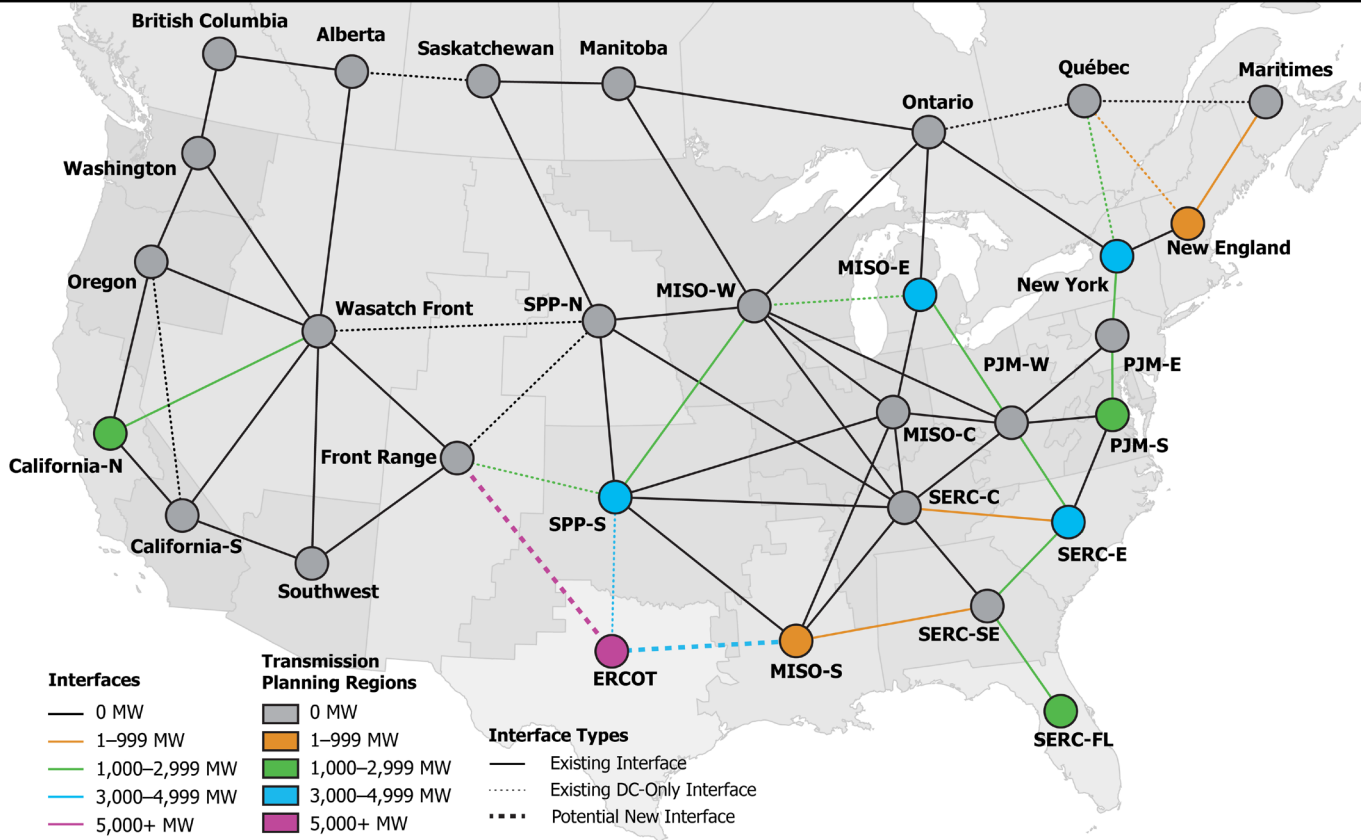 British Columbia
Alberta
Saskatchewan
Manitoba
Québec
Maritimes
Ontario
Washington
Oregon
New England
MISO-E
New York
Wasatch Front
SPP-N
MISO-W
PJM-W
PJM-E
California-N
Front Range
MISO-C
PJM-S
SERC-C
SPP-S
California-S
SERC-E
Southwest
SERC-SE
ERCOT
MISO-S
SERC-FL
Interfaces
0 MW
1–999 MW
1,000–2,999 MW
3,000–4,999 MW
5,000+ MW
Transmission
Planning Regions
0 MW
1–999 MW
1,000–2,999 MW
3,000–4,999 MW
5,000+ MW
Interface Types
Existing Interface
Existing DC-Only Interface
Potential New Interface